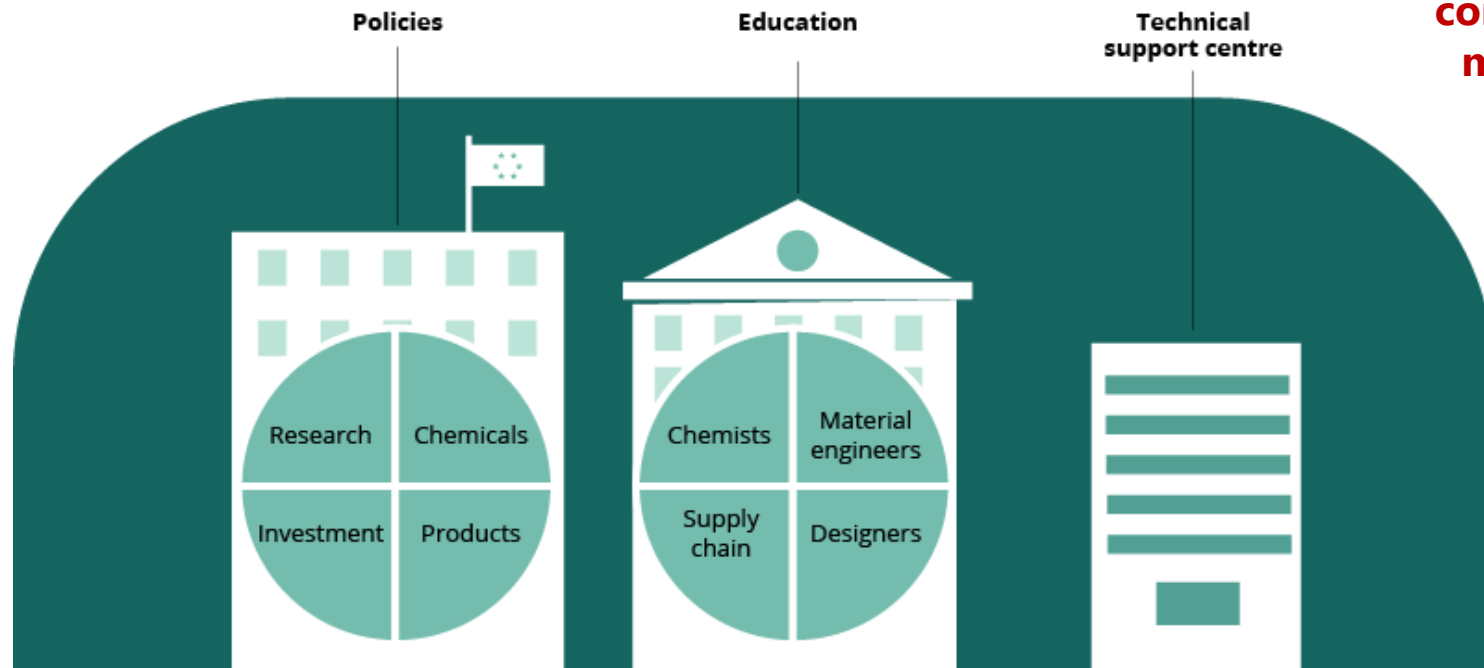 Policies
Education
Technical
support centre
Research
Chemicals
Investment
Products
Chemists
Material
engineers
Supply
chain
Designers